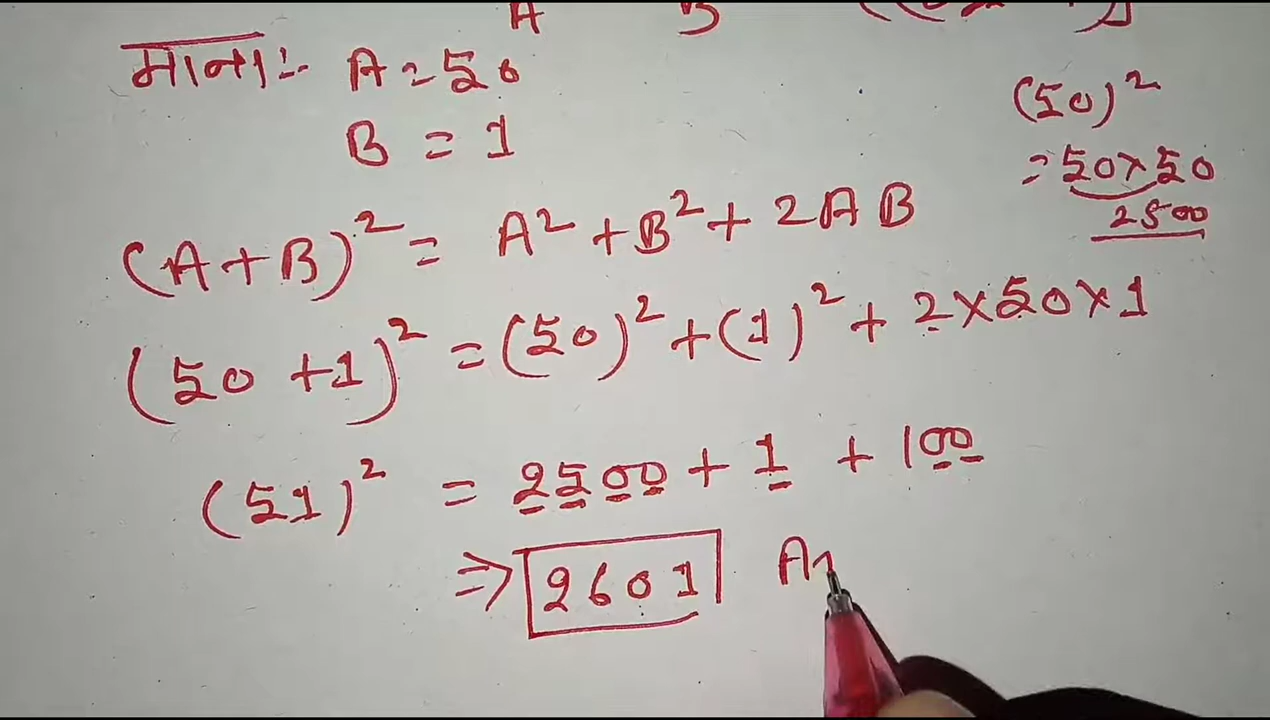 A B
माना:- A=50
B = 1
(50)²
=50×50
2500
(A+B)² = A²+B²+2AB
(50+1)² =(50)²+(1)²+2×50×1
(51)² = 2500+1+100
⇒ 2601 An